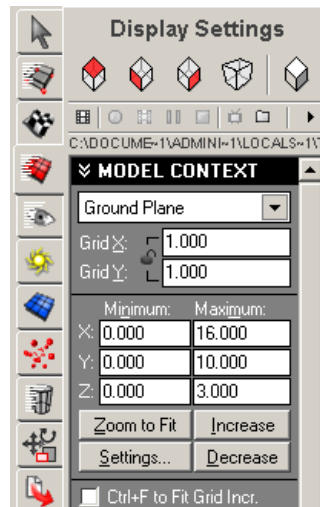 Display Settings
C:\DOCUME~1\ADMINI~1\LOCALS~1\T
MODEL CONTEXT
Ground Plane
Grid X: 1.000
Grid Y: 1.000
Minimum: Maximum:
X: 0.000 16.000
Y: 0.000 10.000
Z: 0.000 3.000
Zoom to Fit Increase
Settings... Decrease
Ctrl+F to Fit Grid Incr.